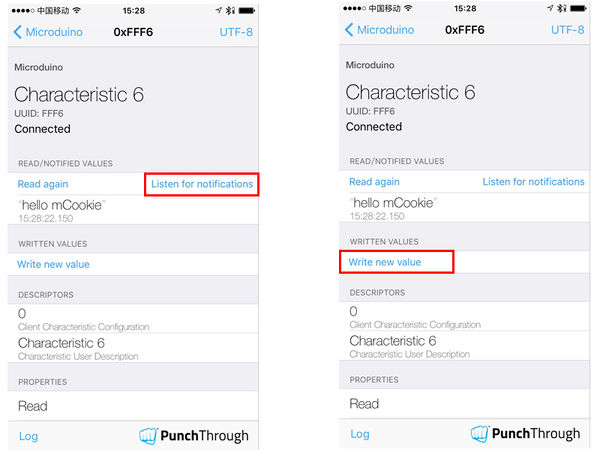 中国移动 15:28
Microduino 0xFFF6 UTF-8
Microduino
Characteristic 6
UUID: FFF6
Connected
READ/NOTIFIED VALUES
Read again Listen for notifications
"hello mCookie"
15:28:22.150
WRITTEN VALUES
Write new value
DESCRIPTORS
0
Client Characteristic Configuration
Characteristic 6
Characteristic User Description
PROPERTIES
Read
Log PunchThrough
中国移动 15:28
Microduino 0xFFF6 UTF-8
Microduino
Characteristic 6
UUID: FFF6
Connected
READ/NOTIFIED VALUES
Read again Listen for notifications
"hello mCookie"
15:28:22.150
WRITTEN VALUES
Write new value
DESCRIPTORS
0
Client Characteristic Configuration
Characteristic 6
Characteristic User Description
PROPERTIES
Read
Log PunchThrough